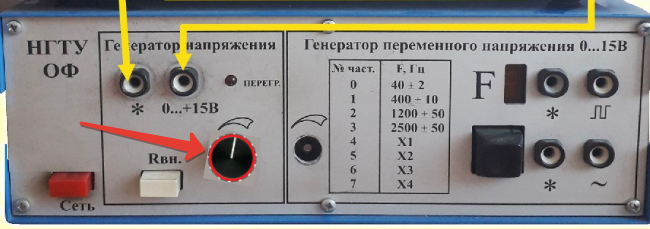 НГТУ
ОФ
Генератор напряжения
*
0...+15В
ПЕРЕГР.
Rвн.
Сеть
Генератор переменного напряжения 0...15В
№ част. F, Гц
0 40 ± 2
1 400 ± 10
2 1200 ± 50
3 2500 ± 50
4 X1
5 X2
6 X3
7 X4
F
*
*
~